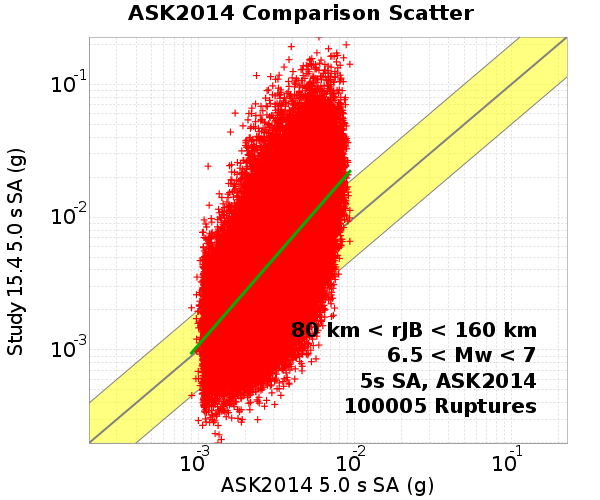 ASK2014 Comparison Scatter
Study 15.4 5.0 s SA (g)
10-1
10-2
10-3
80 km < rJB < 160 km
6.5 < Mw < 7
5s SA, ASK2014
100005 Ruptures
10-3 10-2 10-1
ASK2014 5.0 s SA (g)